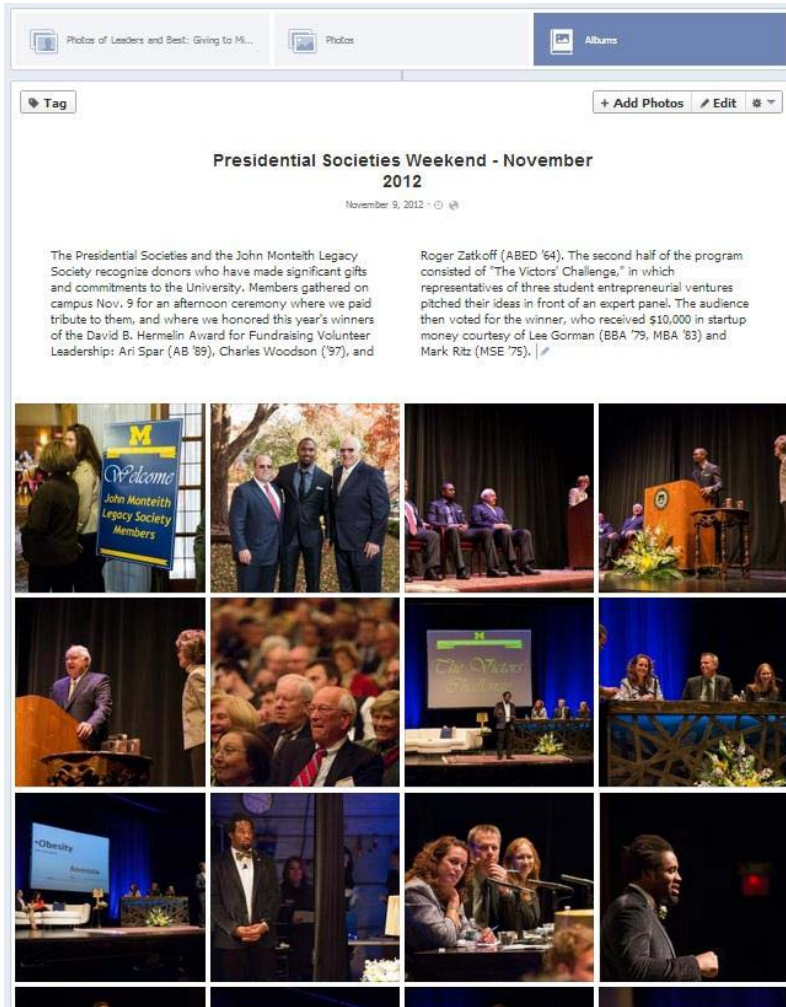 Photos of Leaders and Best: Giving to Mi...
Photos
Albums
Tag
+ Add Photos
Edit
Presidential Societies Weekend - November
2012
November 9, 2012 ·
The Presidential Societies and the John Monteith Legacy
Society recognize donors who have made significant gifts
and commitments to the University. Members gathered on
campus Nov. 9 for an afternoon ceremony where we paid
tribute to them, and where we honored this year's winners
of the David B. Hermelin Award for Fundraising Volunteer
Leadership: Ari Spar (AB '89), Charles Woodson ('97), and
Roger Zatkoff (ABED '64). The second half of the program
consisted of "The Victors' Challenge," in which
representatives of three student entrepreneurial ventures
pitched their ideas in front of an expert panel. The audience
then voted for the winner, who received $10,000 in startup
money courtesy of Lee Gorman (BBA '79, MBA '83) and
Mark Ritz (MSE '75).
M
Welcome
John Monteith
Legacy Society
Members
M
The Victors
Challenge
•Obesity
Anorexia